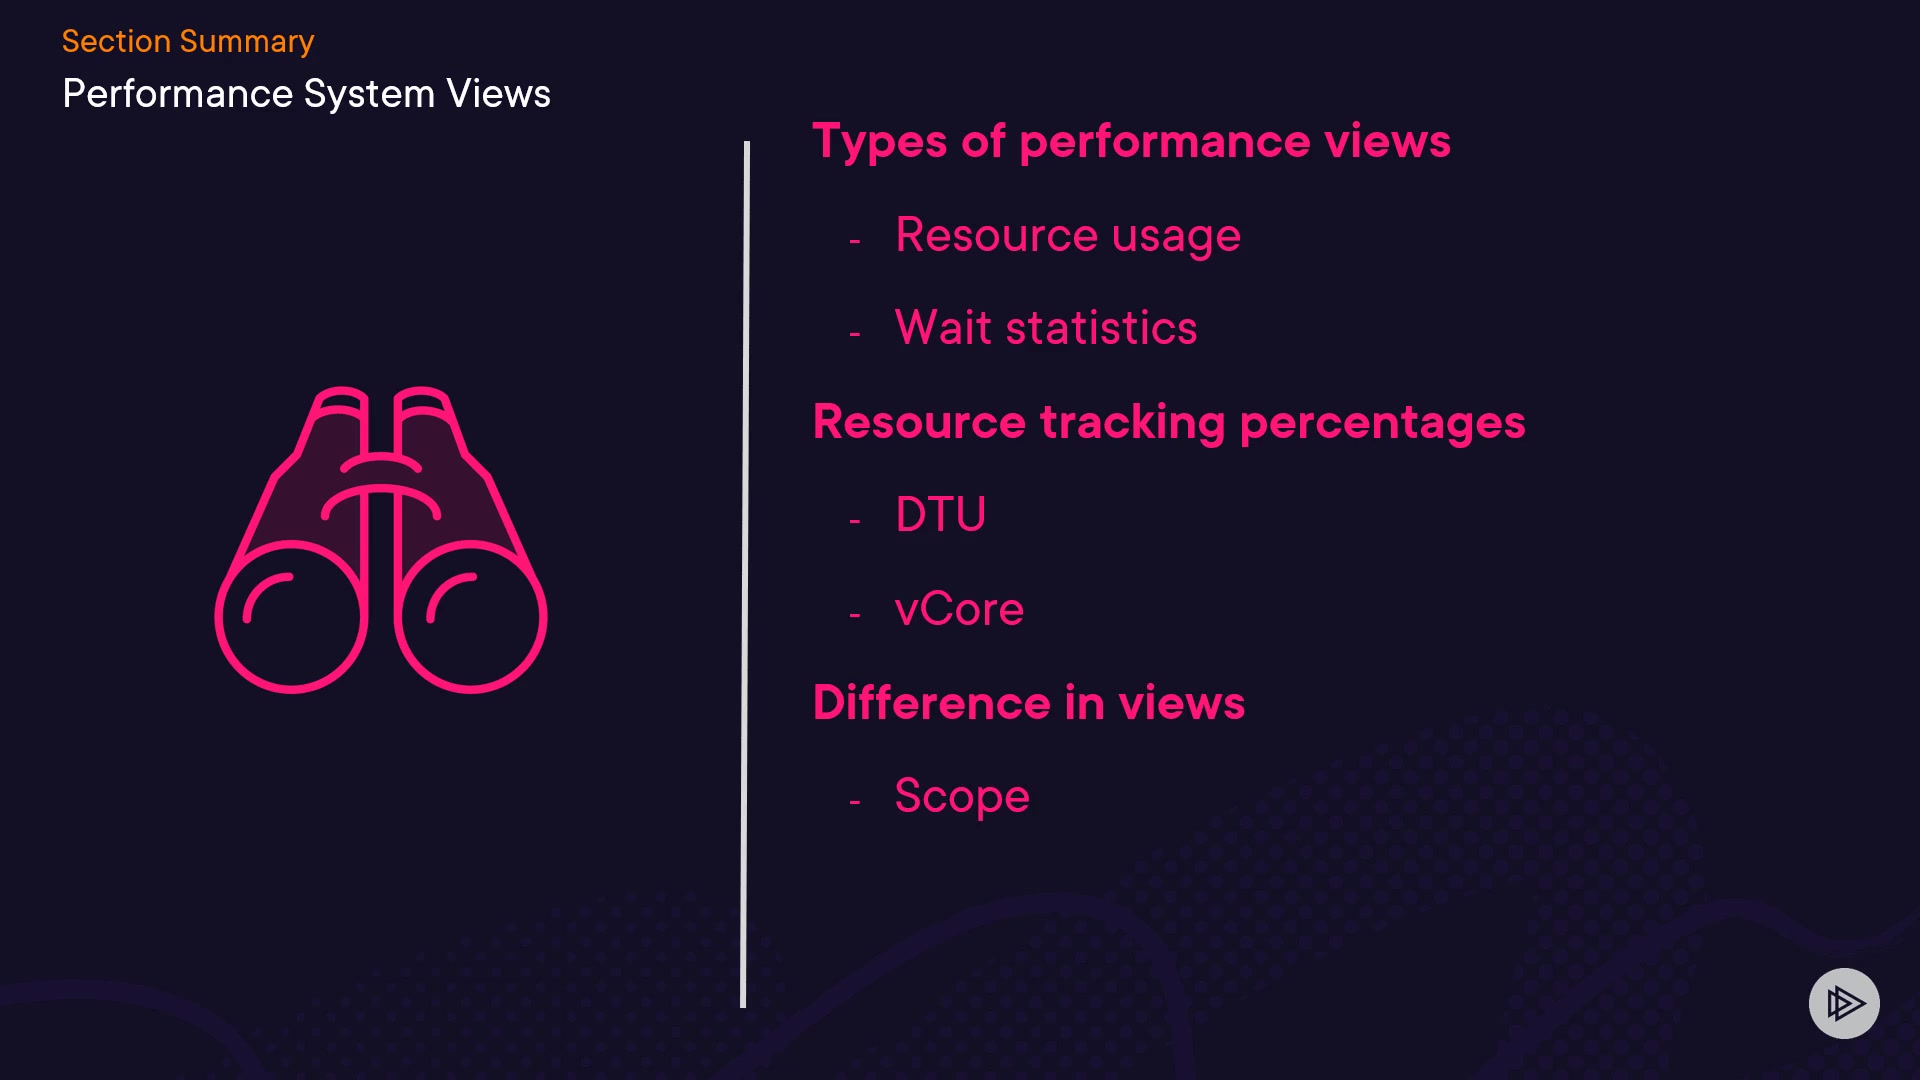 Section Summary
Performance System Views
Types of performance views
- Resource usage
- Wait statistics
Resource tracking percentages
- DTU
- vCore
Difference in views
- Scope